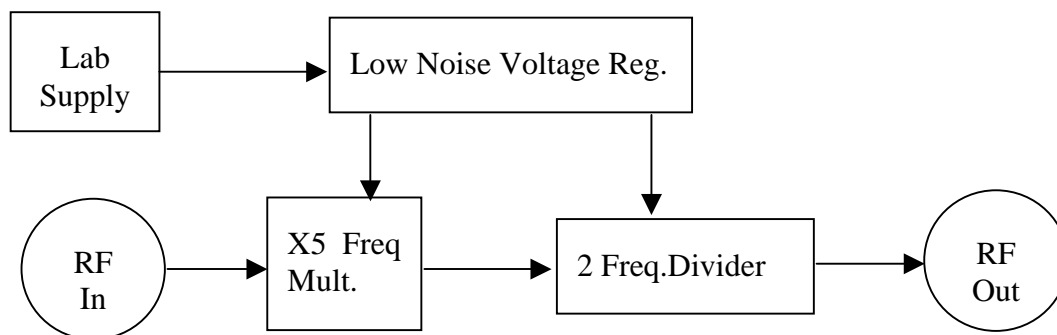 Lab
Supply
Low Noise Voltage Reg.
RF
In
X5 Freq
Mult.
2 Freq.Divider
RF
Out